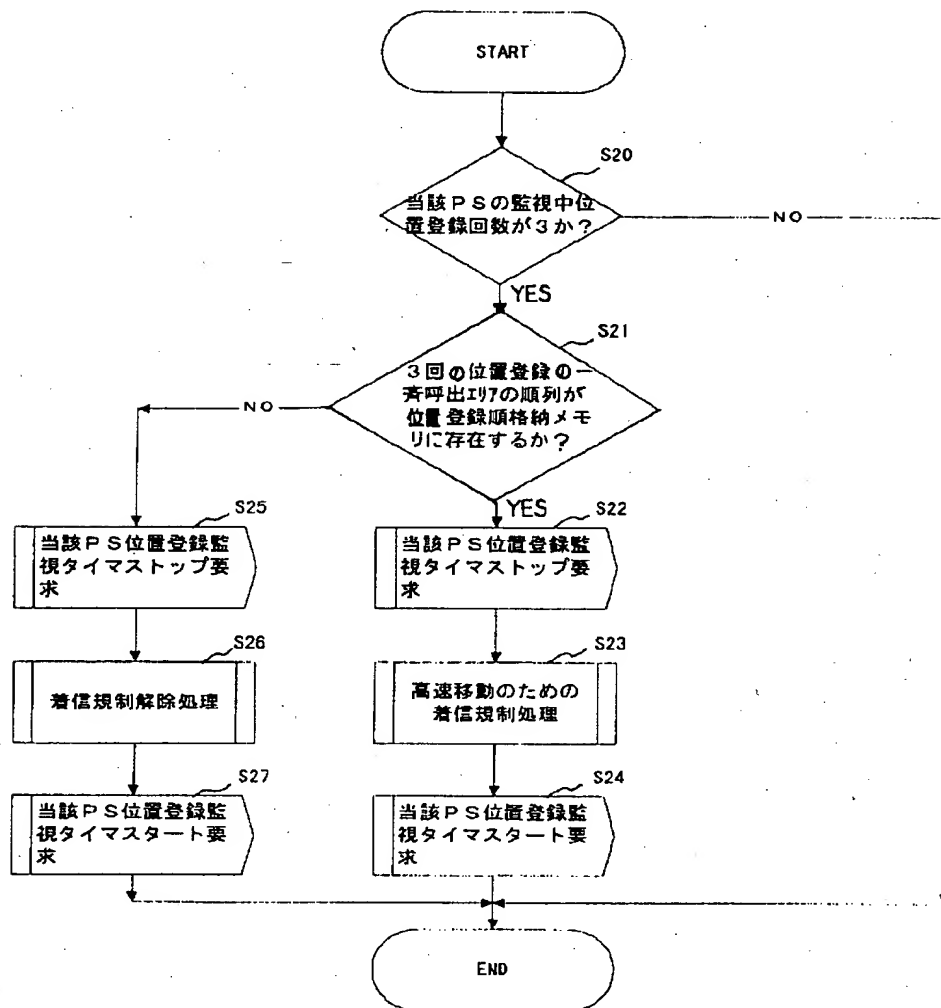 START
S20
当該ＰＳの監視中位
置登録回数が３か？
NO
YES
S21
３回の位置登録の一
斉呼出ｴﾘｱの順列が
位置登録順格納メモ
リに存在するか？
NO
YES
S25
当該ＰＳ位置登録監
視タイマストップ要
求
S22
当該ＰＳ位置登録監
視タイマストップ要
求
S26
着信規制解除処理
S23
高速移動のための
着信規制処理
S27
当該ＰＳ位置登録監
視タイマスタート要
求
S24
当該ＰＳ位置登録監
視タイマスタート要
求
END